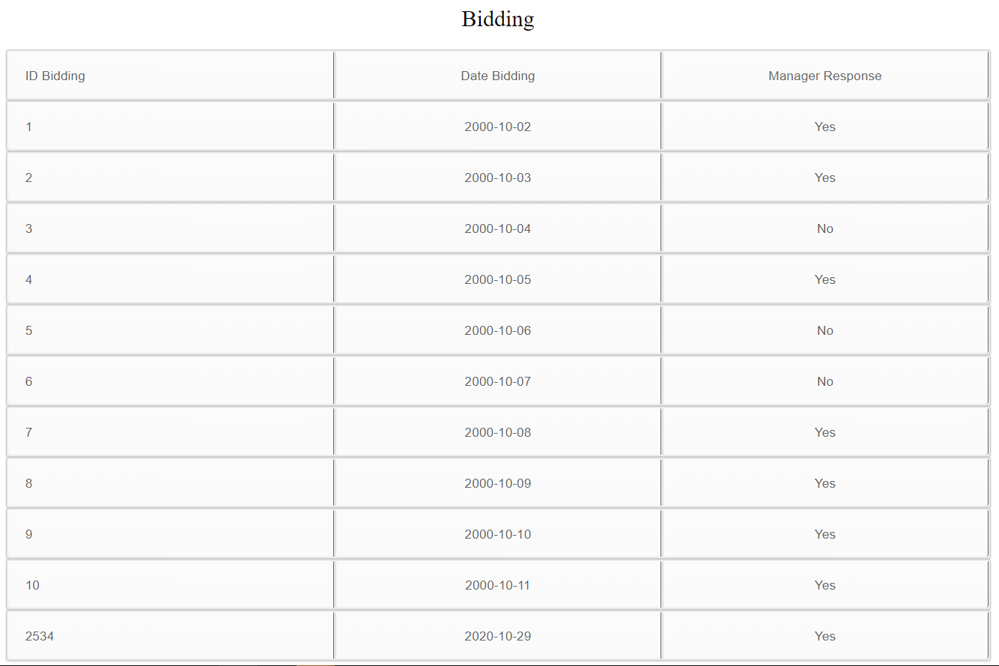 Bidding
ID Bidding Date Bidding Manager Response
1 2000-10-02 Yes
2 2000-10-03 Yes
3 2000-10-04 No
4 2000-10-05 Yes
5 2000-10-06 No
6 2000-10-07 No
7 2000-10-08 Yes
8 2000-10-09 Yes
9 2000-10-10 Yes
10 2000-10-11 Yes
2534 2020-10-29 Yes